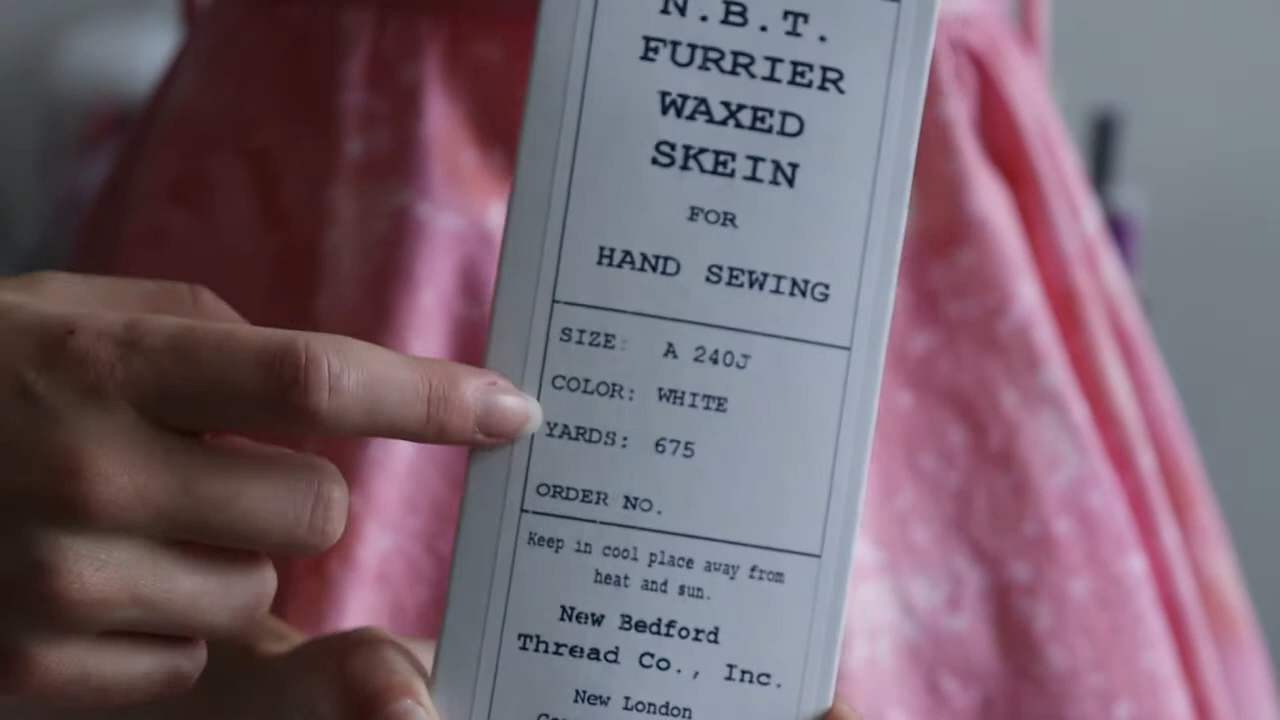 N.B.T.
FURRIER
WAXED
SKEIN
FOR
HAND SEWING
SIZE: A 240J
COLOR: WHITE
YARDS: 675
ORDER NO.
Keep in cool place away from
heat and sun.
New Bedford
Thread Co., Inc.
New London